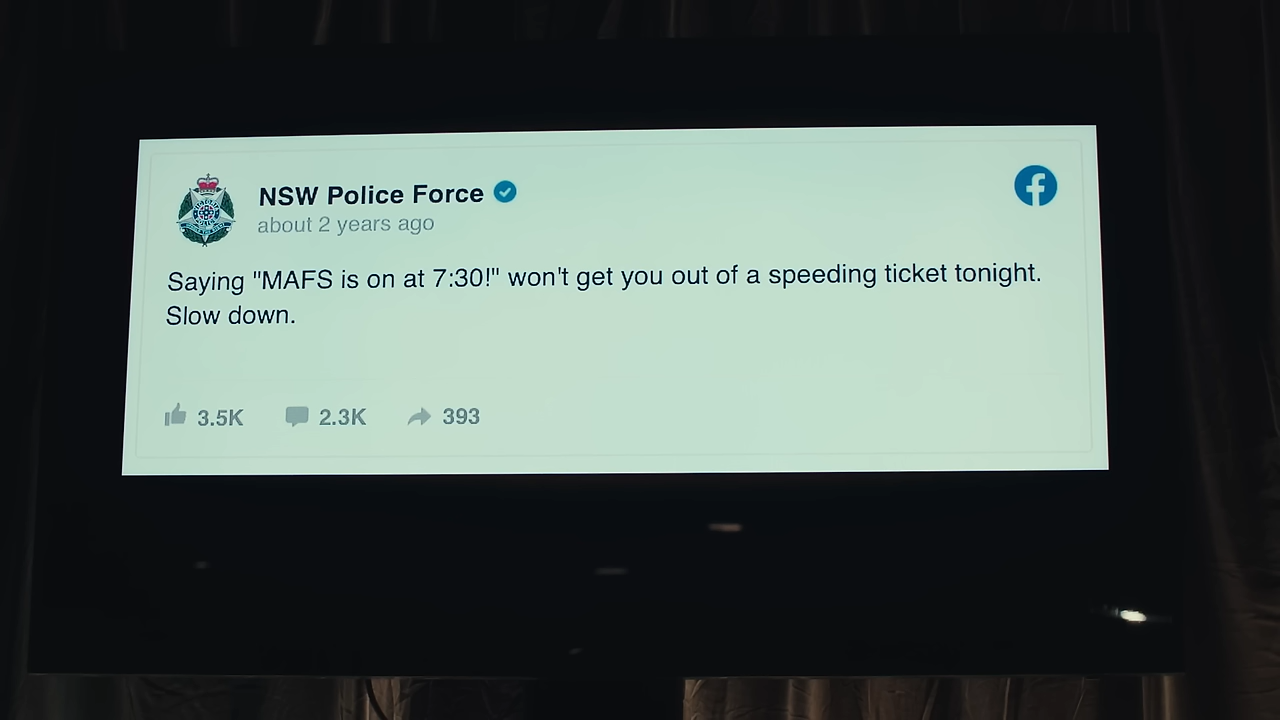 NSW Police Force
about 2 years ago
Saying "MAFS is on at 7:30!" won't get you out of a speeding ticket tonight.
Slow down.
3.5K 2.3K 393